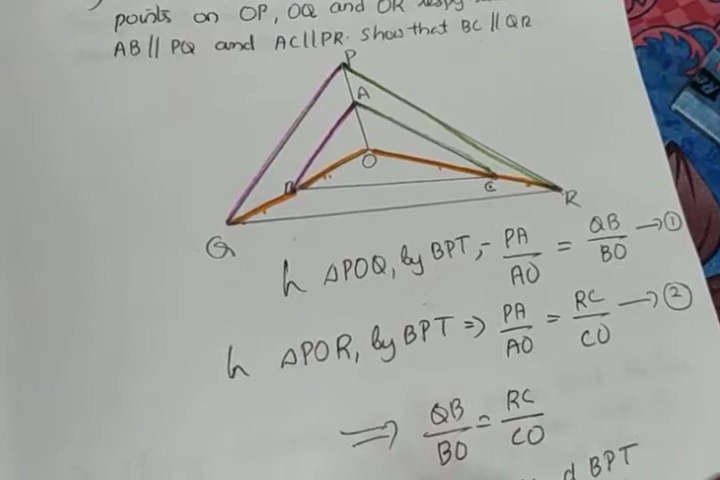 points on OP, OQ and OR
AB // PQ and AC // PR. Show that BC // QR
P
A
O
B
C
R
Q
In ΔPOQ, by BPT, - PA/AO = QB/BO → ①
In ΔPOR, by BPT ⇒ PA/AO = RC/CO → ②
⇒ QB/BO = RC/CO
BPT